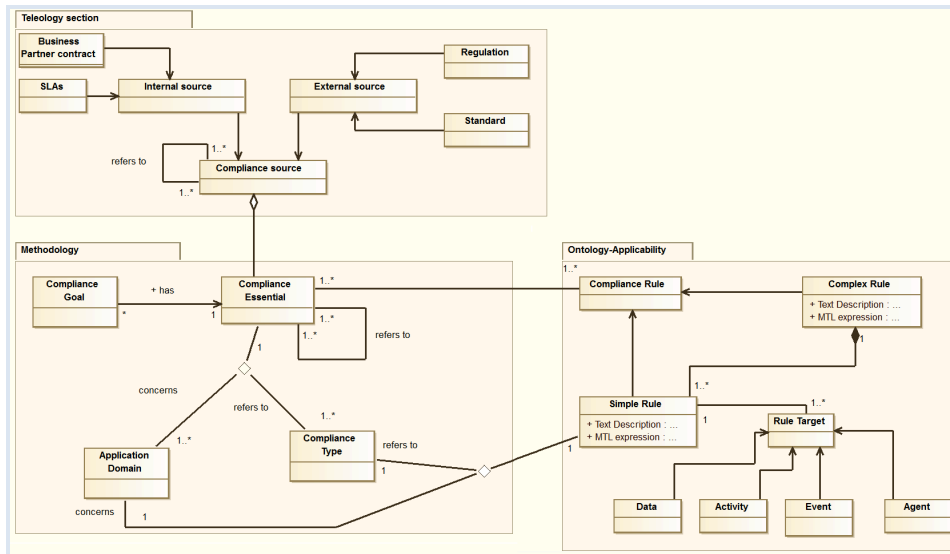 Teleology section
Business
Partner contract
Regulation
SLAs
Internal source
External source
Standard
refers to
1..*
Compliance source
1..*
Methodology
Ontology-Applicability
Compliance
Goal
+ has
*
1
Compliance
Essential
1..*
1..*
Compliance Rule
Complex Rule
+ Text Description : ...
+ MTL expression : ...
1..*
1..*
refers to
1
1
concerns
refers to
1..*
1..*
1..*
1..*
Simple Rule
+ Text Description : ...
+ MTL expression : ...
1
Rule Target
Application
Domain
Compliance
Type
refers to
1
1
concerns
1
Data
Activity
Event
Agent